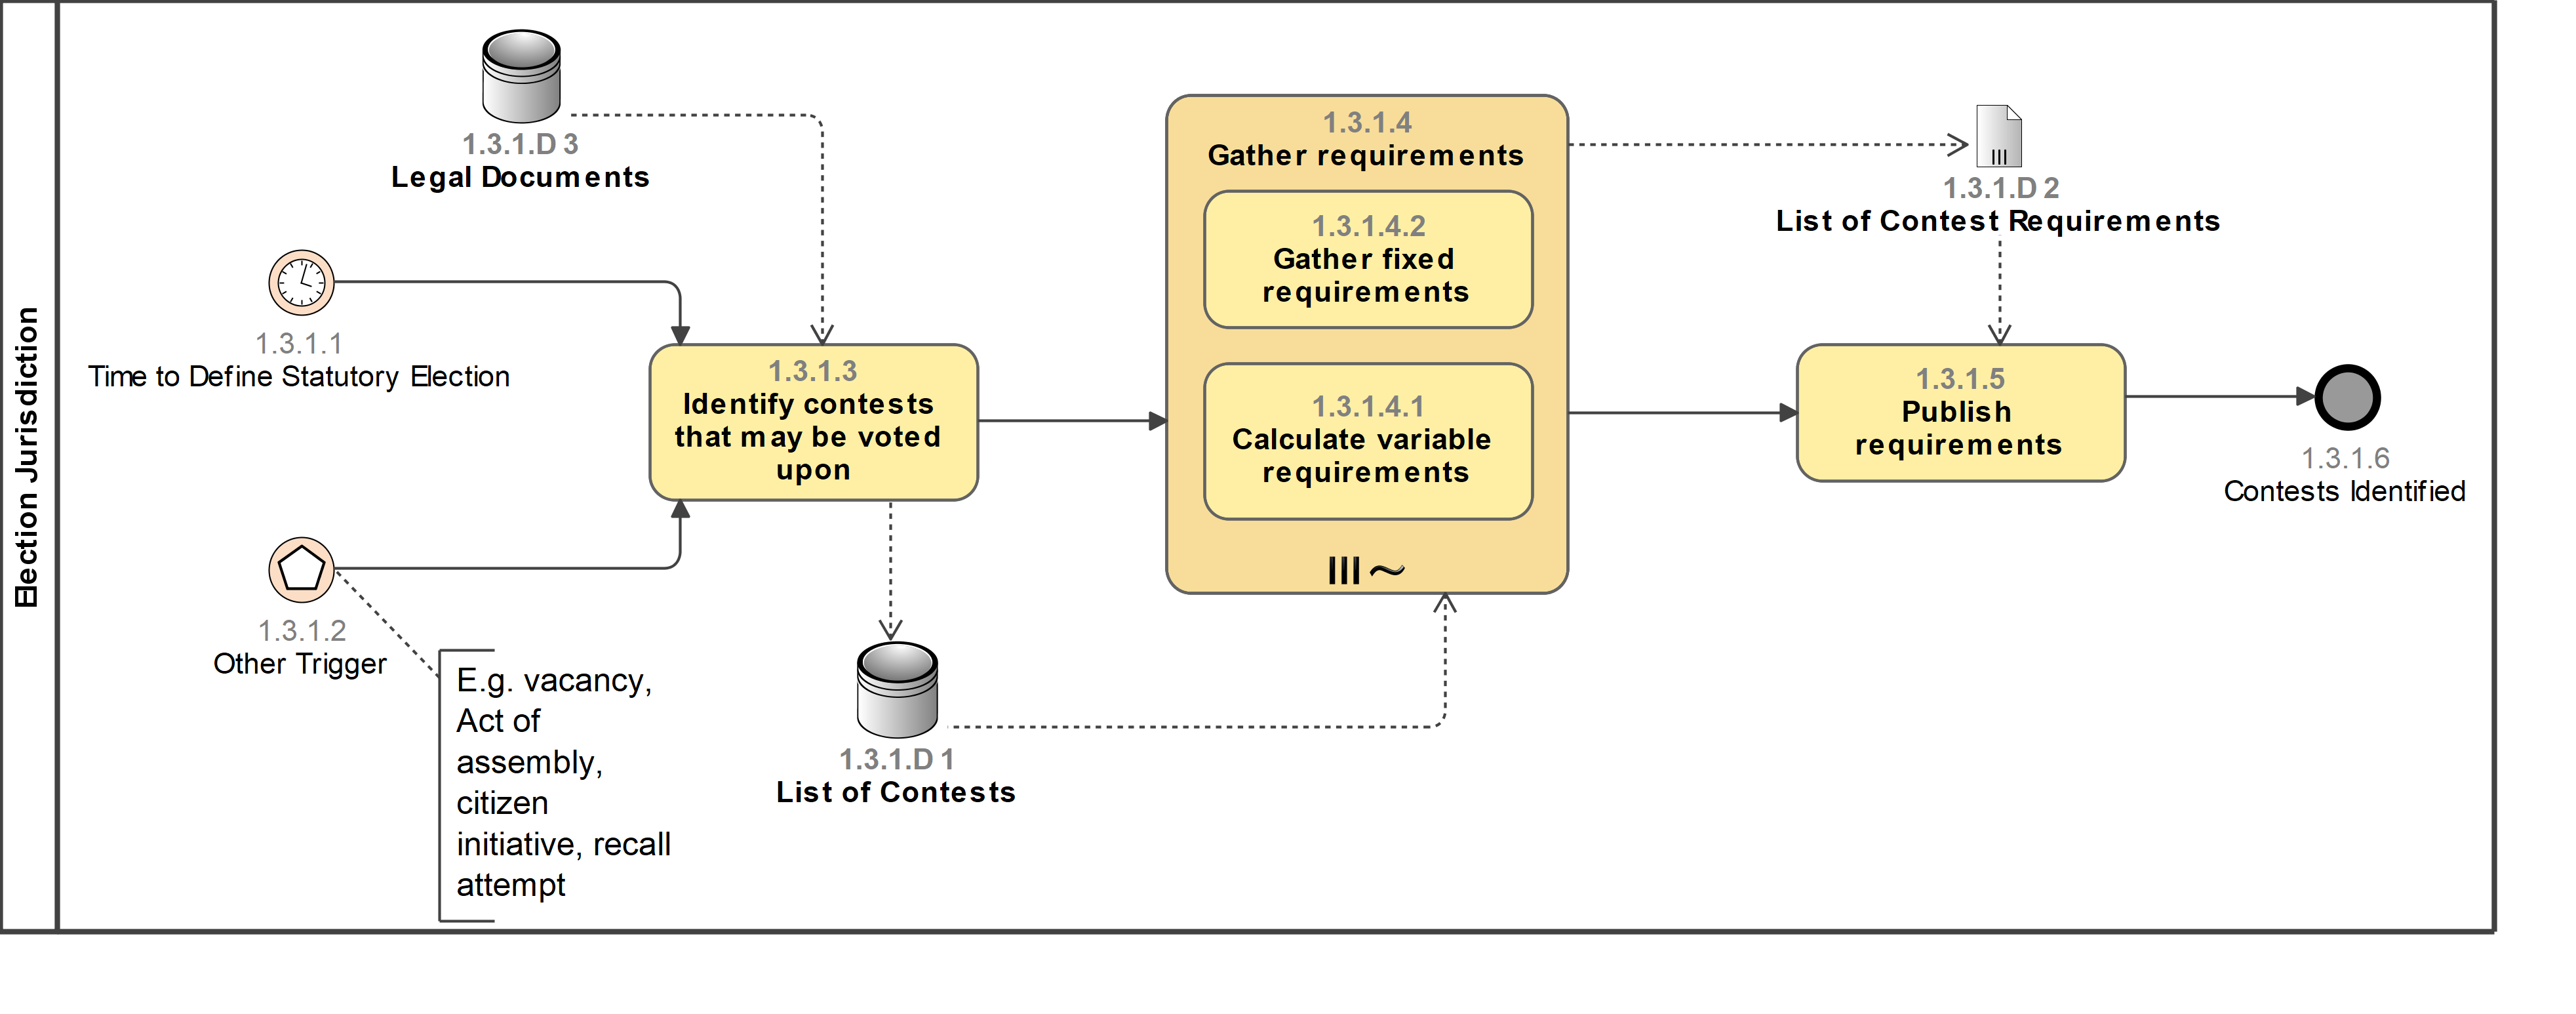 Election Jurisdiction
1.3.1.D 3
Legal Documents
1.3.1.1
Time to Define Statutory Election
1.3.1.2
Other Trigger
E.g. vacancy,
Act of
assembly,
citizen
initiative, recall
attempt
1.3.1.3
Identify contests
that may be voted
upon
1.3.1.D 1
List of Contests
1.3.1.4
Gather requirements
1.3.1.4.2
Gather fixed
requirements
1.3.1.4.1
Calculate variable
requirements
1.3.1.D 2
List of Contest Requirements
1.3.1.5
Publish
requirements
1.3.1.6
Contests Identified